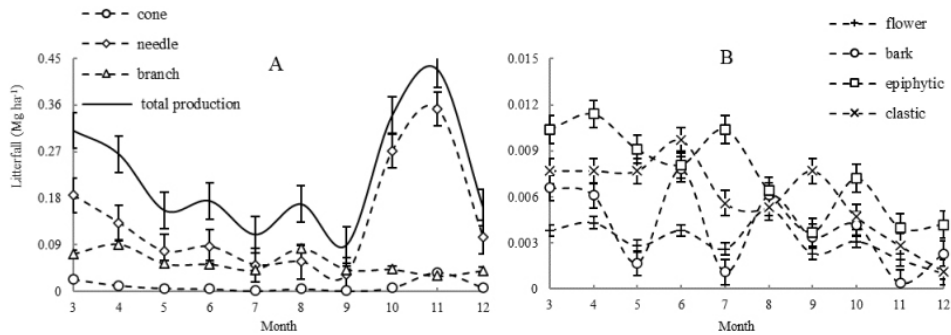 cone
needle
branch
total production
A
0.45
0.36
0.27
0.18
0.09
0
Litterfall (Mg ha⁻¹)
3 4 5 6 7 8 9 10 11 12
Month
flower
bark
epiphytic
clastic
B
0.015
0.012
0.009
0.006
0.003
0
3 4 5 6 7 8 9 10 11 12
Month